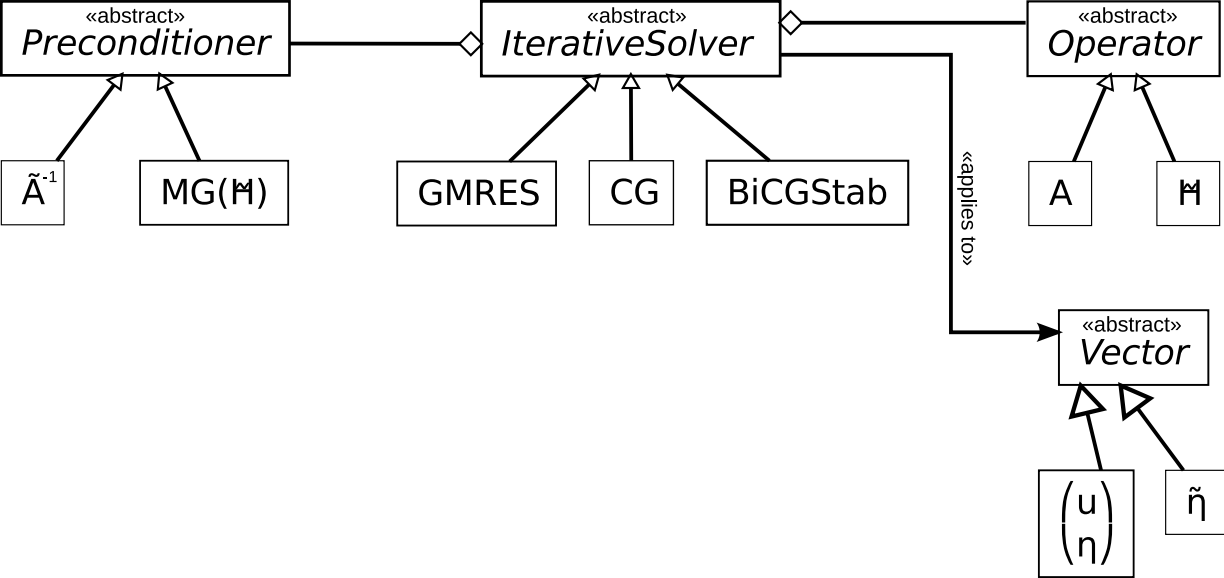 «abstract»
Preconditioner
«abstract»
IterativeSolver
«abstract»
Operator
Ã⁻¹
MG(H̃)
GMRES
CG
BiCGStab
«applies to»
A
H̃
«abstract»
Vector
(u
η)
η̃